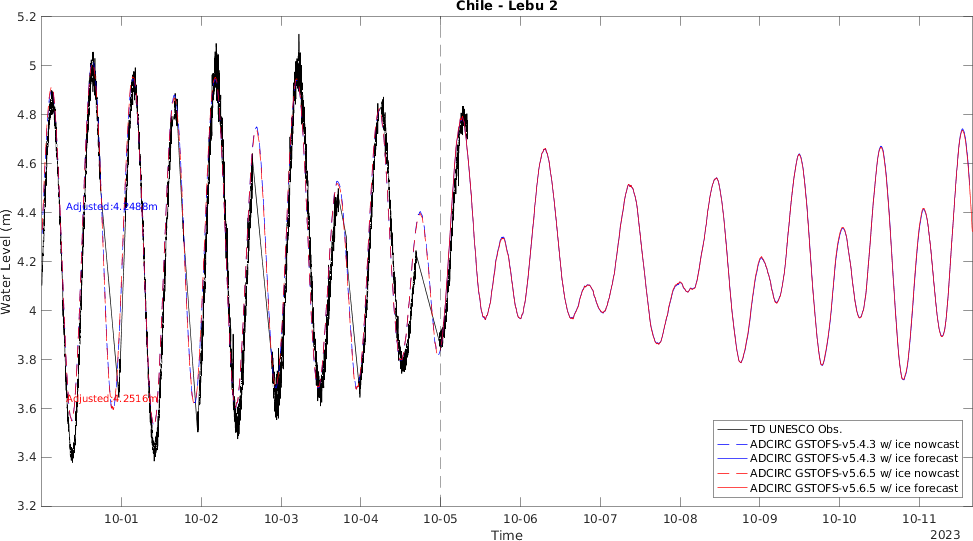 Chile - Lebu 2
5.2
5
4.8
4.6
4.4
4.2
4
3.8
3.6
3.4
3.2
Water Level (m)
Adjusted:4.2488m
Adjusted:4.2516m
TD UNESCO Obs.
ADCIRC GSTOFS-v5.4.3 w/ ice nowcast
ADCIRC GSTOFS-v5.4.3 w/ ice forecast
ADCIRC GSTOFS-v5.6.5 w/ ice nowcast
ADCIRC GSTOFS-v5.6.5 w/ ice forecast
10-01 10-02 10-03 10-04 10-05 10-06 10-07 10-08 10-09 10-10 10-11
Time
2023